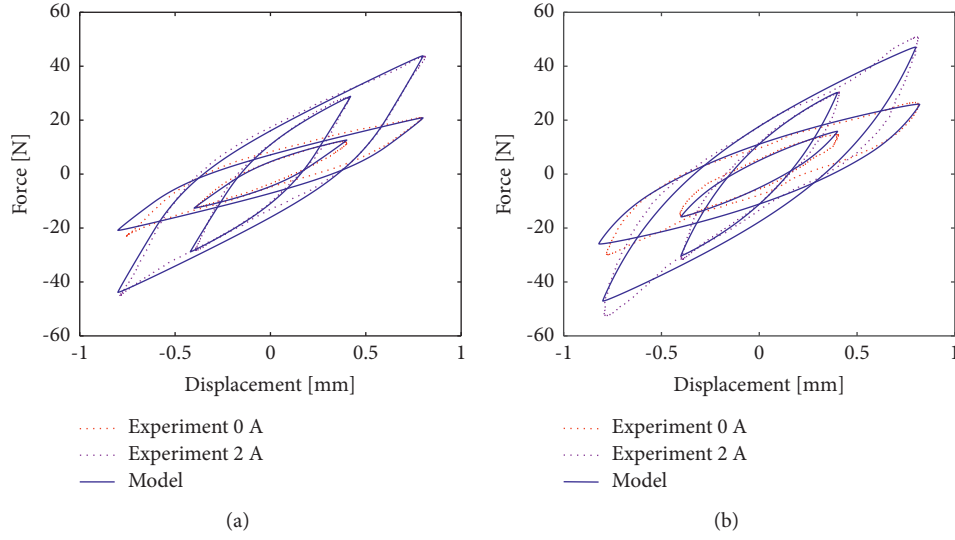 60
40
20
0
-20
-40
-60
Force [N]
-1 -0.5 0 0.5 1
Displacement [mm]
Experiment 0 A
Experiment 2 A
Model
(a)
60
40
20
0
-20
-40
-60
Force [N]
-1 -0.5 0 0.5 1
Displacement [mm]
Experiment 0 A
Experiment 2 A
Model
(b)